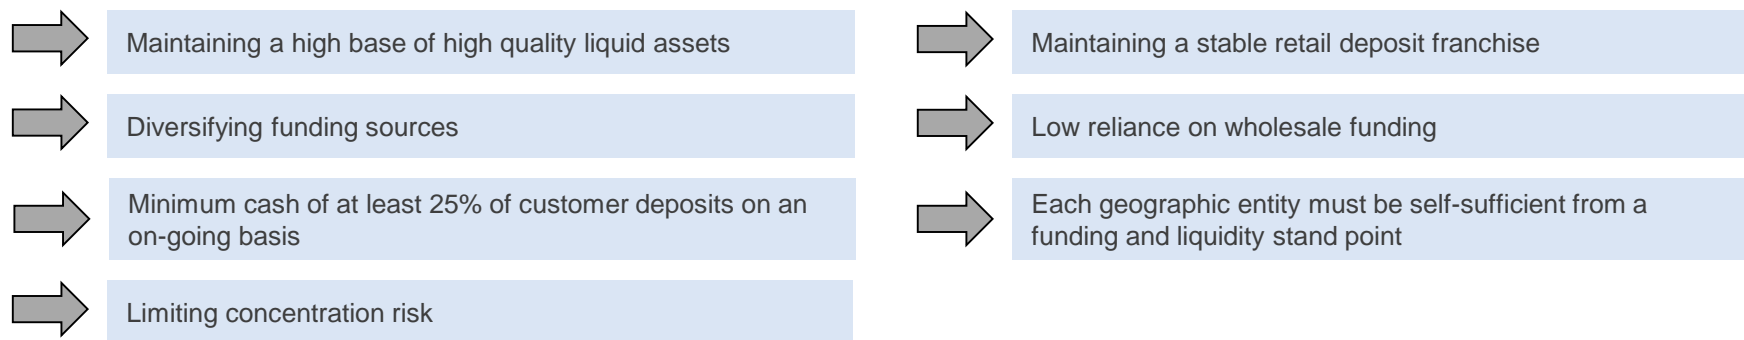 Maintaining a high base of high quality liquid assets
Diversifying funding sources
Minimum cash of at least 25% of customer deposits on an
on-going basis
Limiting concentration risk
Maintaining a stable retail deposit franchise
Low reliance on wholesale funding
Each geographic entity must be self-sufficient from a
funding and liquidity stand point